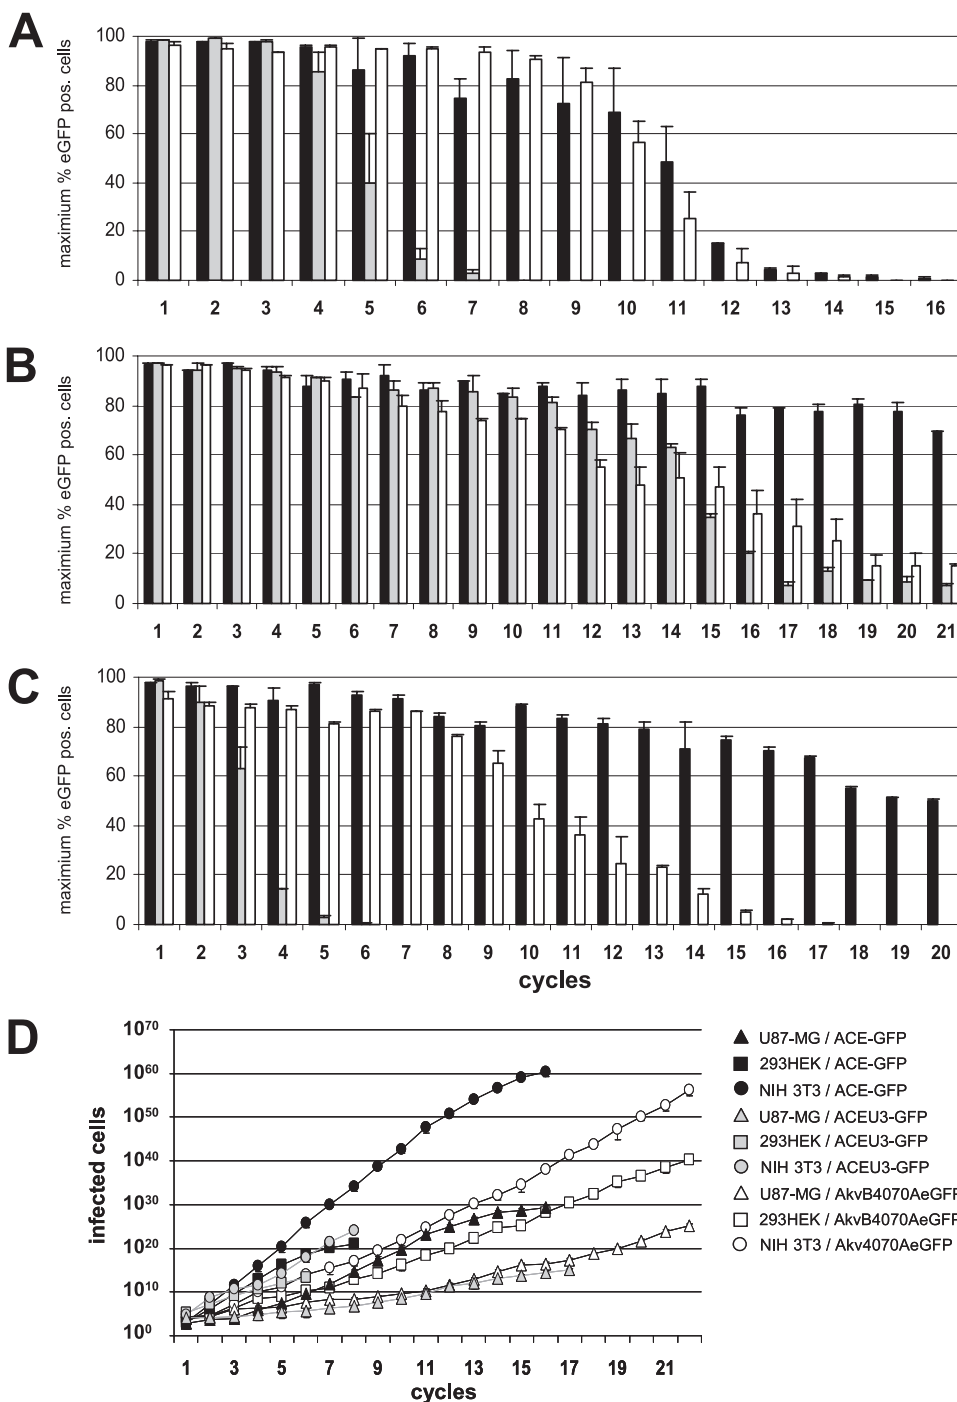 A
maximium % eGFP pos. cells
100
80
60
40
20
0
1 2 3 4 5 6 7 8 9 10 11 12 13 14 15 16
B
maximium % eGFP pos. cells
100
80
60
40
20
0
1 2 3 4 5 6 7 8 9 10 11 12 13 14 15 16 17 18 19 20 21
C
maximium % eGFP pos. cells
100
80
60
40
20
0
1 2 3 4 5 6 7 8 9 10 11 12 13 14 15 16 17 18 19 20
cycles
D
infected cells
10⁷⁰
10⁶⁰
10⁵⁰
10⁴⁰
10³⁰
10²⁰
10¹⁰
10⁰
1 3 5 7 9 11 13 15 17 19 21
cycles
U87-MG / ACE-GFP
293HEK / ACE-GFP
NIH 3T3 / ACE-GFP
U87-MG / ACEU3-GFP
293HEK / ACEU3-GFP
NIH 3T3 / ACEU3-GFP
U87-MG / AkvB4070AeGFP
293HEK / AkvB4070AeGFP
NIH 3T3 / Akv4070AeGFP